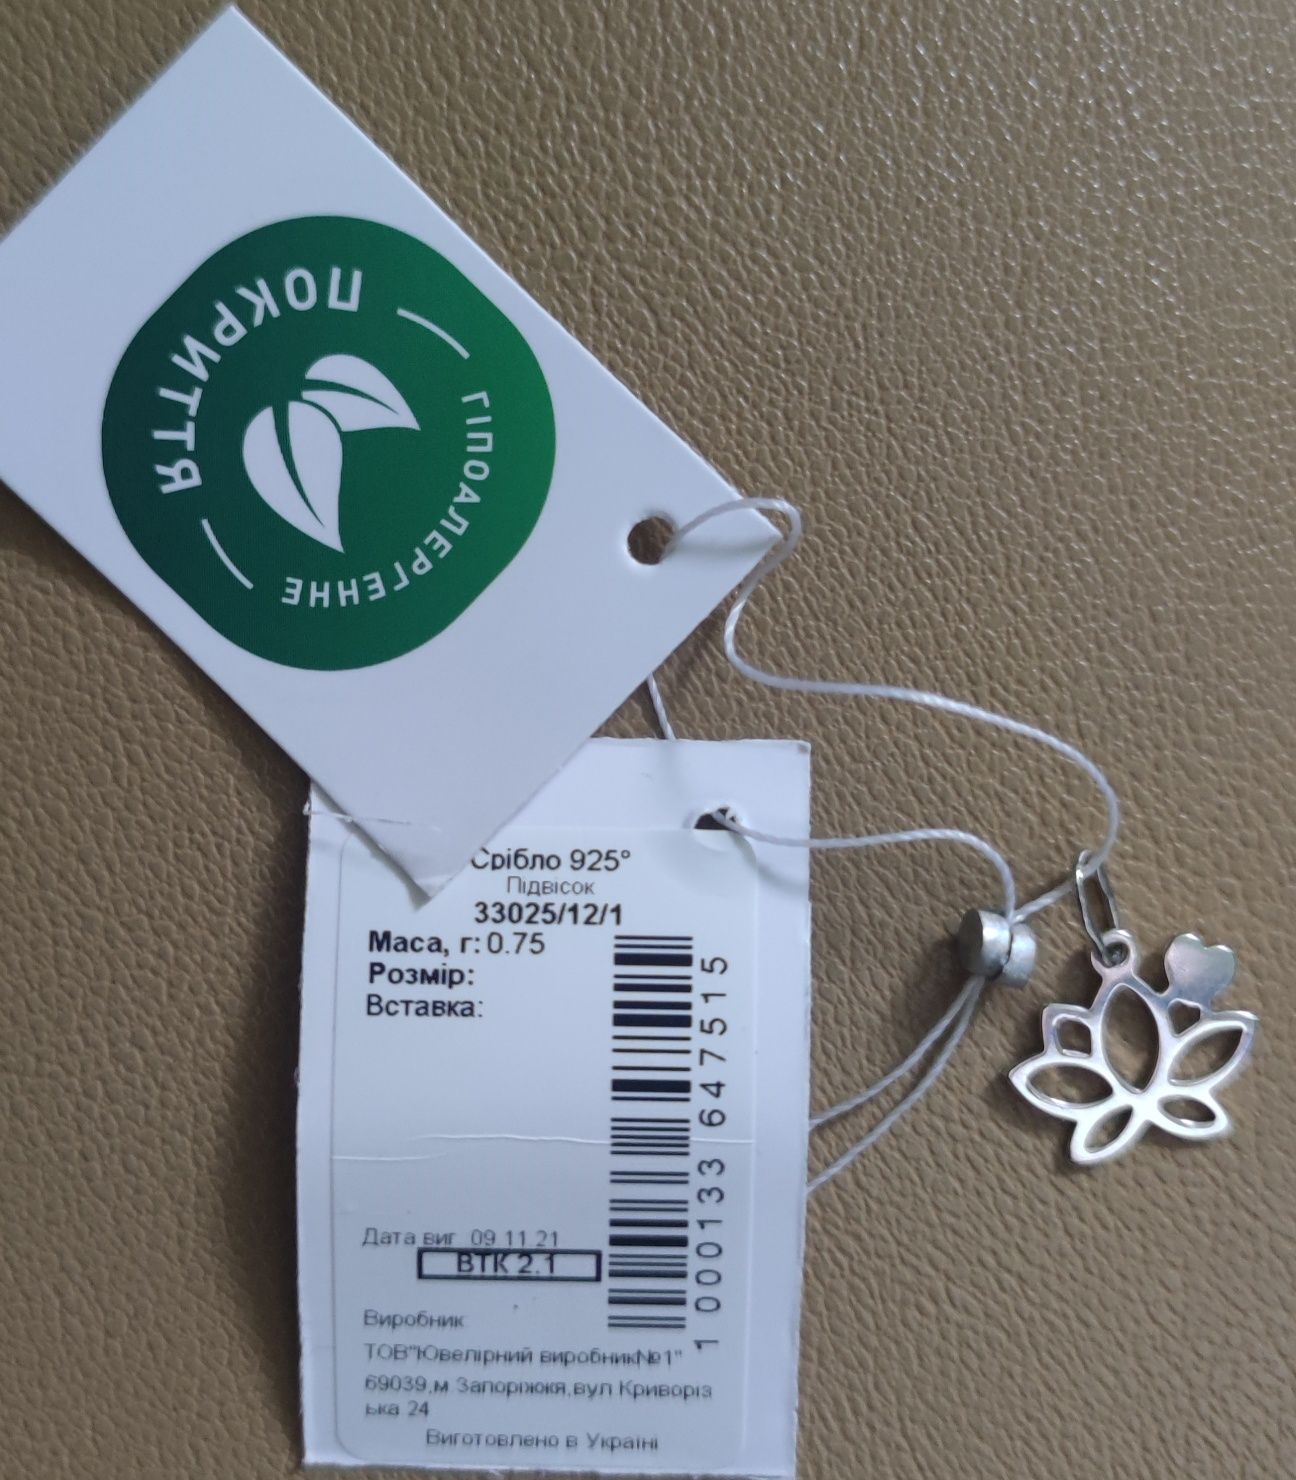 ПОКРИТТЯ
ГІПОАЛЕРГЕННЕ
Срібло 925°
Підвісок
33025/12/1
Маса, г: 0.75
Розмір:
Вставка:
1 000133 647515
Дата виг. 09.11.21
ВТК 2.1
Виробник:
ТОВ"Ювелірний виробник№1"
69039,м.Запоріжжя,вул.Криворіз
ька 24
Виготовлено в Україні